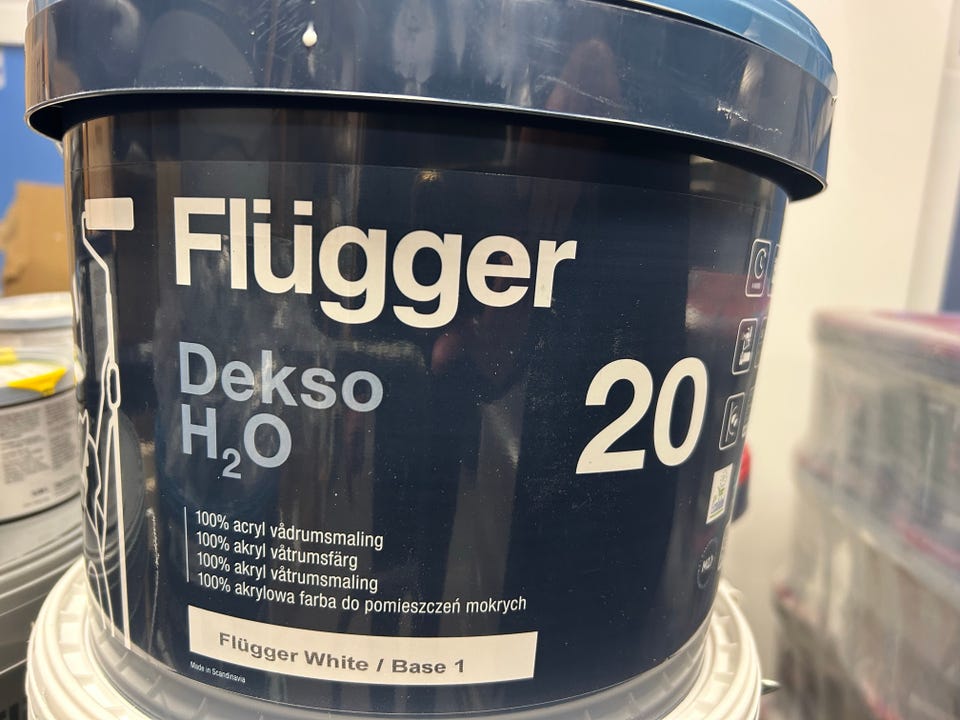 Flügger
Dekso
H₂O
20
100% acryl vådrumsmaling
100% akryl våtrumsfärg
100% akryl våtrumsmaling
100% akrylowa farba do pomieszczeń mokrych
Flügger White / Base 1
Made in Scandinavia